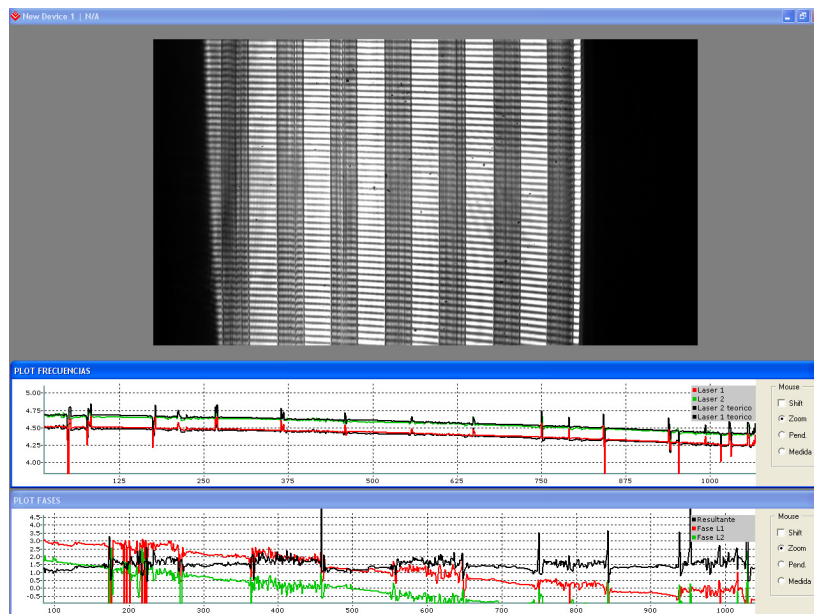 New Device 1 | N/A
PLOT FRECUENCIAS
5.00
4.75
4.50
4.25
4.00
125
250
375
500
625
750
875
1000
Laser 1
Laser 2
Laser 2 teorico
Laser 1 teorico
Mouse
Shift
Zoom
Pend.
Medida
PLOT FASES
4.5
4.0
3.5
3.0
2.5
2.0
1.5
1.0
0.5
0.0
-0.5
100
200
300
400
500
600
700
800
900
1000
Resultante
Fase L1
Fase L2
Mouse
Shift
Zoom
Pend.
Medida